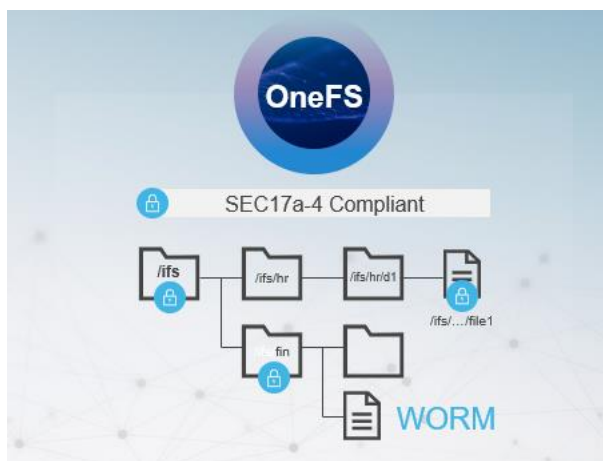 OneFS
SEC17a-4 Compliant
/ifs
/ifs/hr
/ifs/hr/d1
/ifs/.../file1
fin
WORM